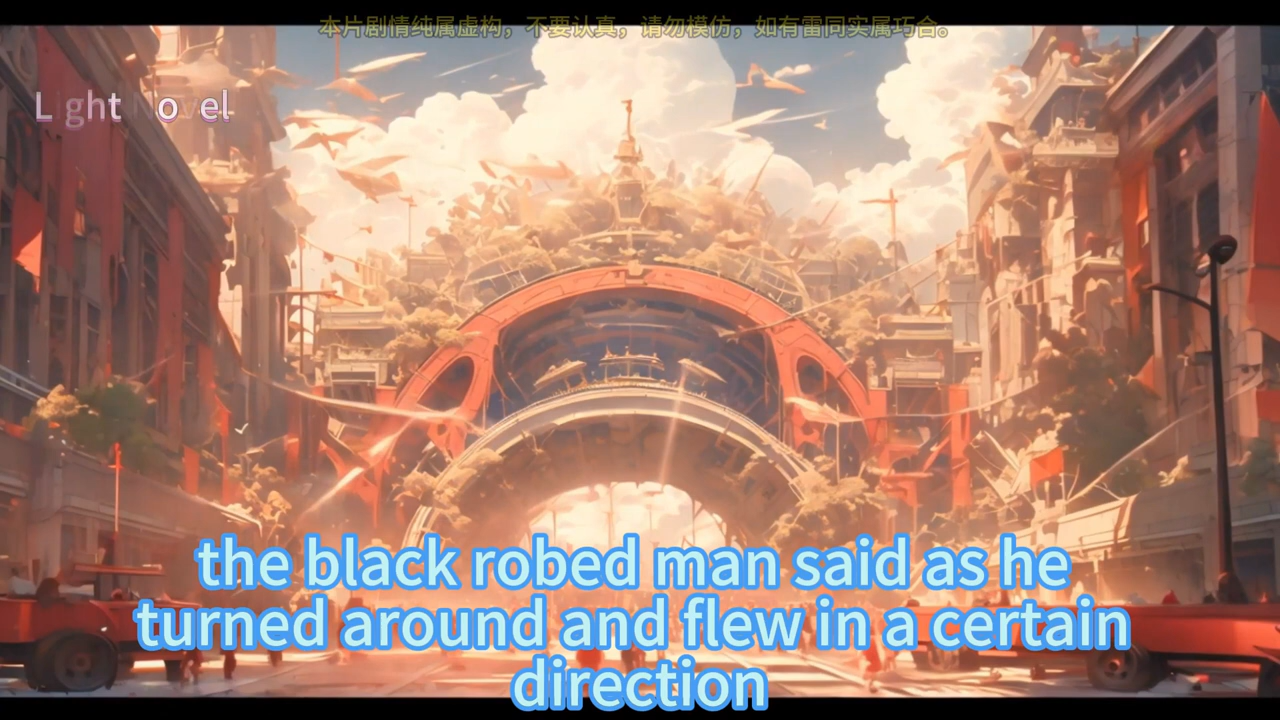 本片剧情纯属虚构，不要认真，请勿模仿，如有雷同实属巧合。
Light Novel
the black robed man said as he
turned around and flew in a certain
direction